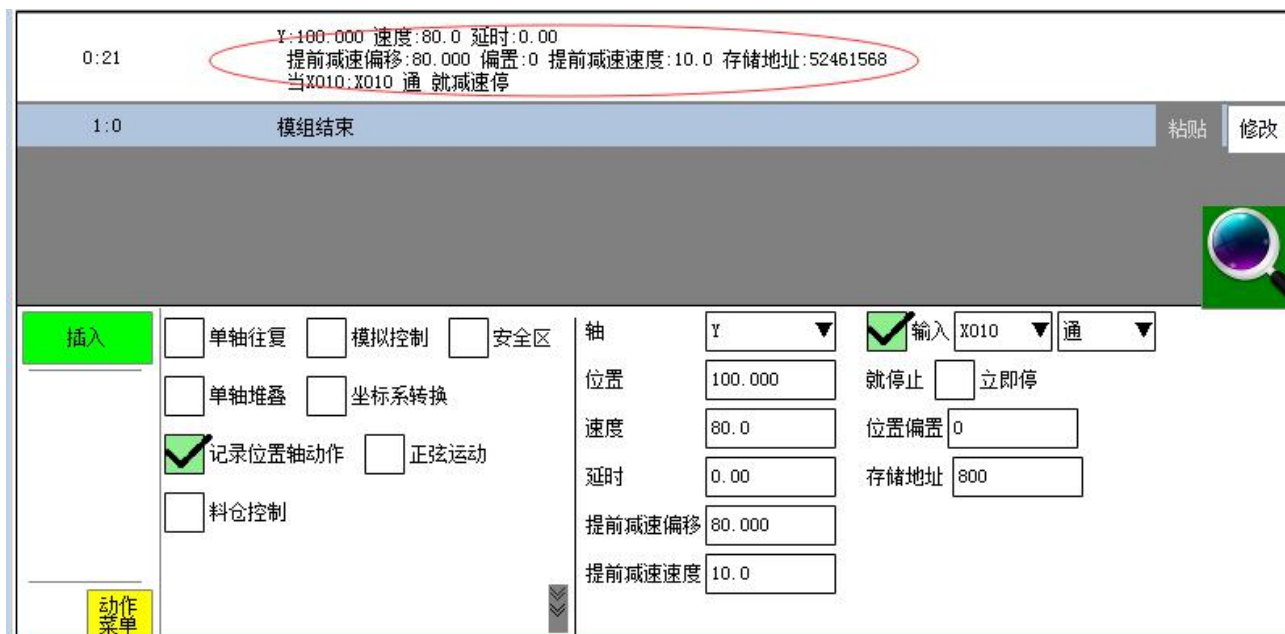 Y:100.000 速度:80.0 延时:0.00
0:21 提前减速偏移:80.000 偏置:0 提前减速速度:10.0 存储地址:52461568
当X010:X010 通 就减速停
1:0 模组结束 粘贴 修改
插入 单轴往复 模拟控制 安全区 轴 Y 输入 X010 通
位置 100.000 就停止 立即停
单轴堆叠 坐标系转换
速度 80.0 位置偏置 0
记录位置轴动作 正弦运动
延时 0.00 存储地址 800
料仓控制
提前减速偏移 80.000
提前减速速度 10.0
动作
菜单